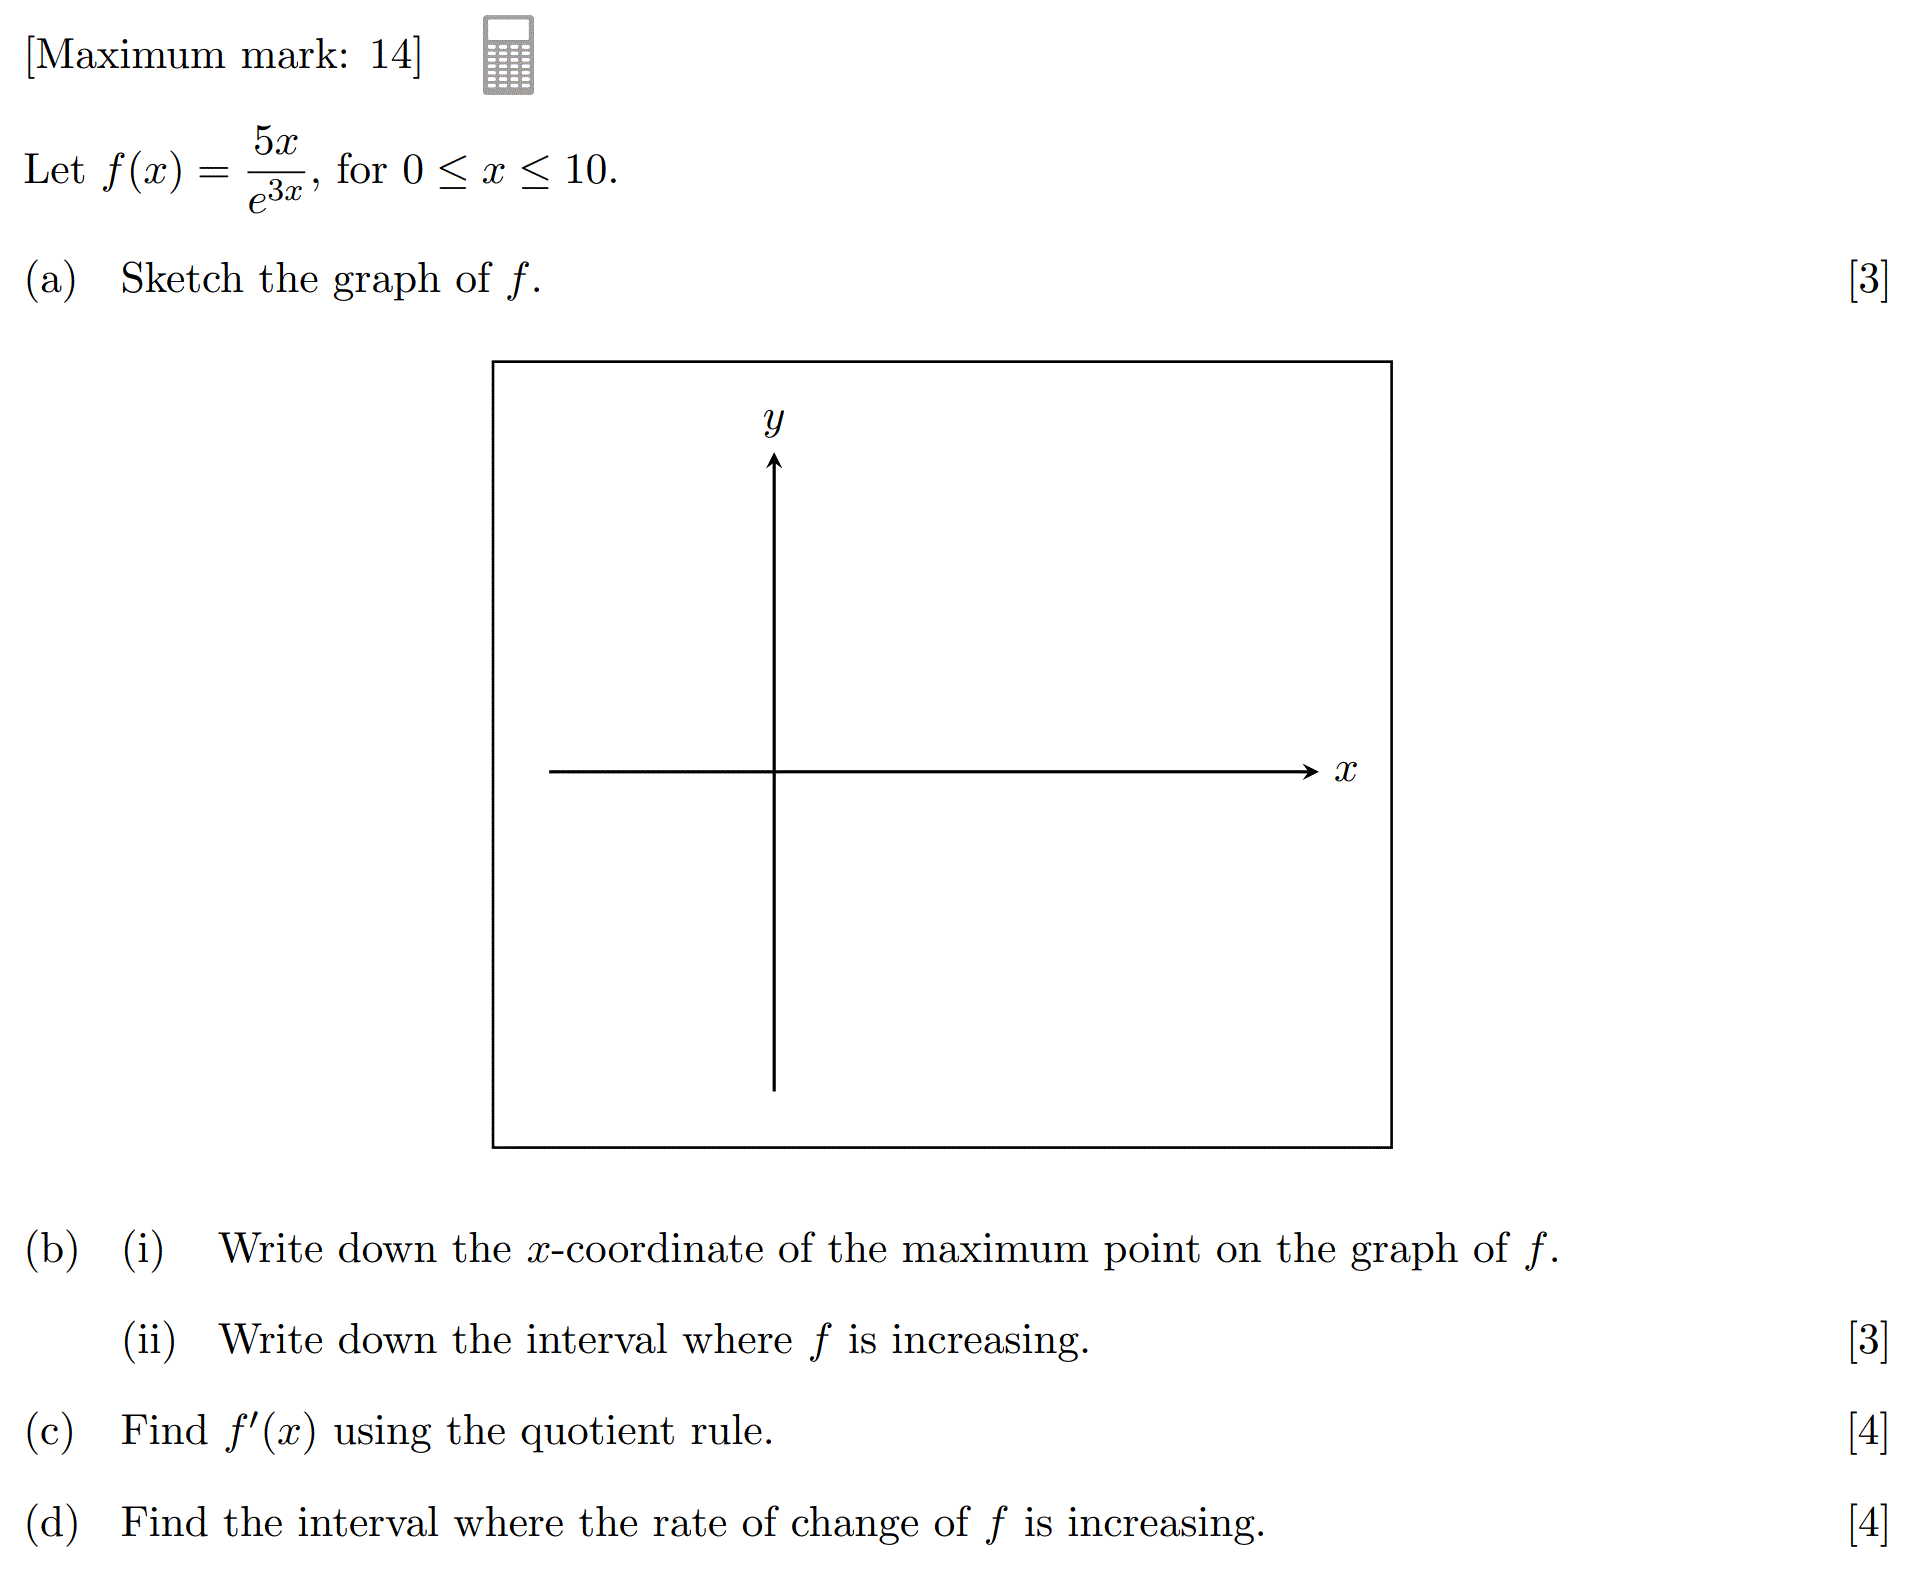 [Maximum mark: 14]
Let f(x) = \frac{5x}{e^{3x}}, for 0 ≤ x ≤ 10.
(a) Sketch the graph of f. [3]
y
x
(b) (i) Write down the x-coordinate of the maximum point on the graph of f.
(ii) Write down the interval where f is increasing. [3]
(c) Find f′(x) using the quotient rule. [4]
(d) Find the interval where the rate of change of f is increasing. [4]